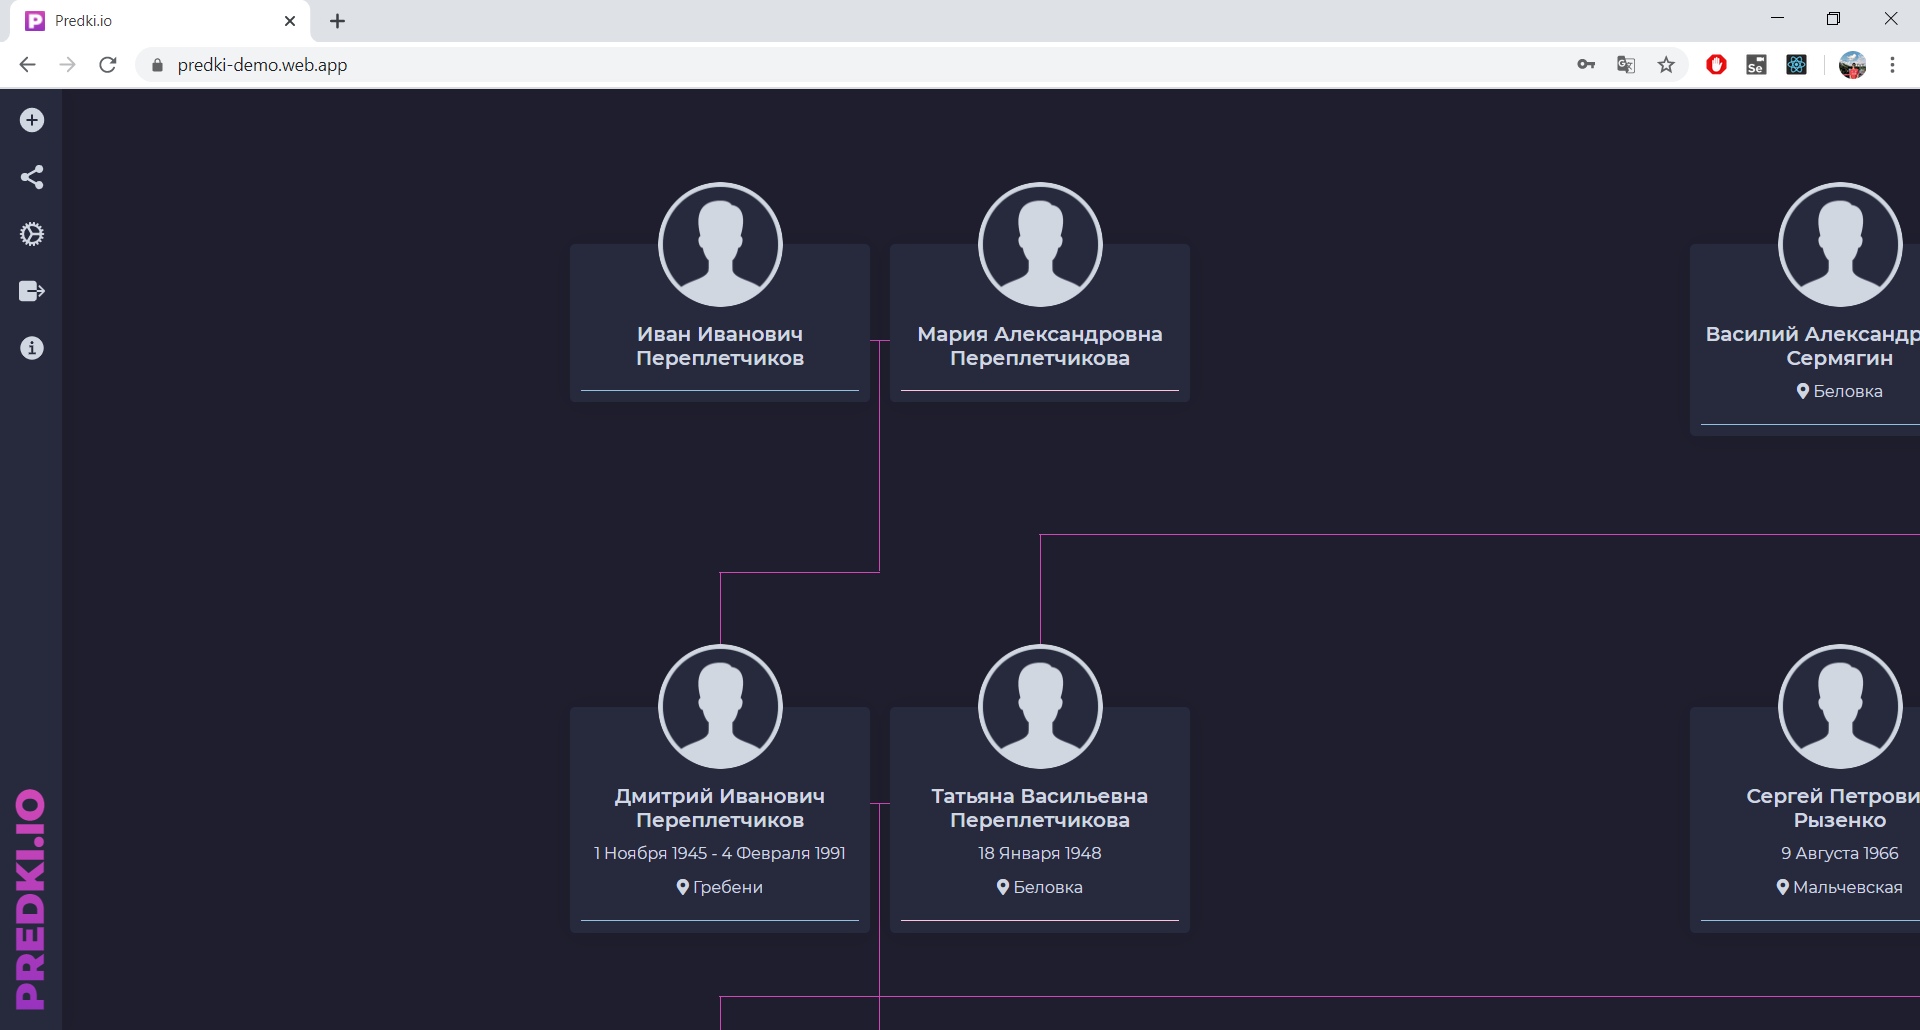 Predki.io
predki-demo.web.app
Se
Иван Иванович
Переплетчиков
Мария Александровна
Переплетчикова
Василий Александр
Сермягин
Беловка
Дмитрий Иванович
Переплетчиков
1 Ноября 1945 - 4 Февраля 1991
Гребени
Татьяна Васильевна
Переплетчикова
18 Января 1948
Беловка
Сергей Петрови
Рызенко
9 Августа 1966
Мальчевская
PREDKI.IO